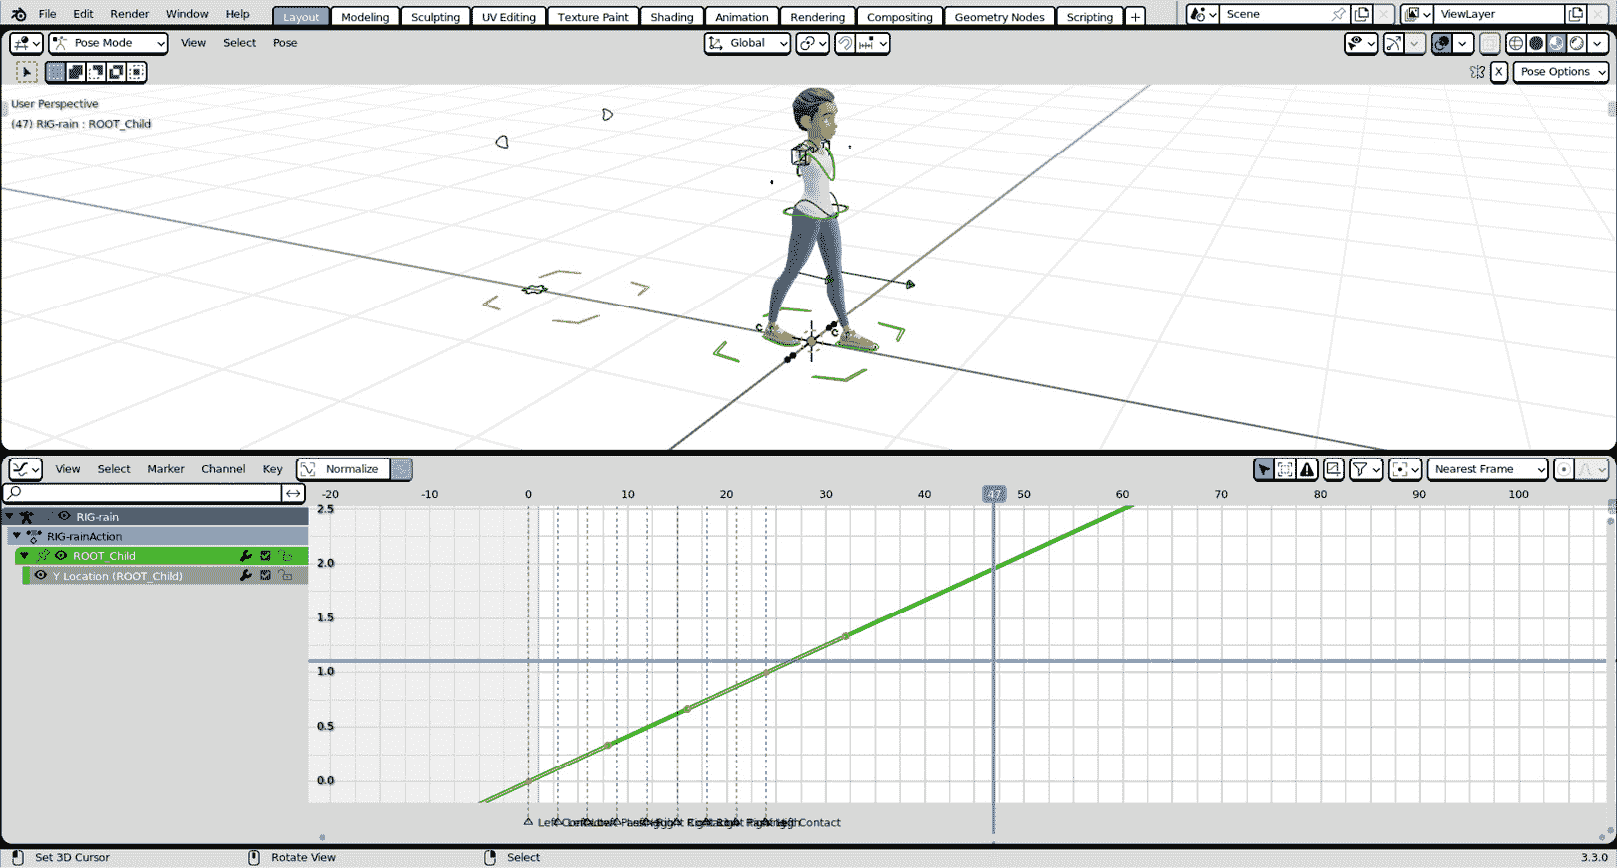 File Edit Render Window Help Layout Modeling Sculpting UV Editing Texture Paint Shading Animation Rendering Compositing Geometry Nodes Scripting + Scene ViewLayer
Pose Mode View Select Pose Global
X Pose Options
User Perspective
(47) RIG-rain : ROOT_Child
View Select Marker Channel Key Normalize Nearest Frame
-20 -10 0 10 20 30 40 47 50 60 70 80 90 100
RIG-rain
RIG-rainAction
ROOT_Child
Y Location (ROOT_Child)
2.5
2.0
1.5
1.0
0.5
0.0
Left Contact
Set 3D Cursor Rotate View Select 3.3.0